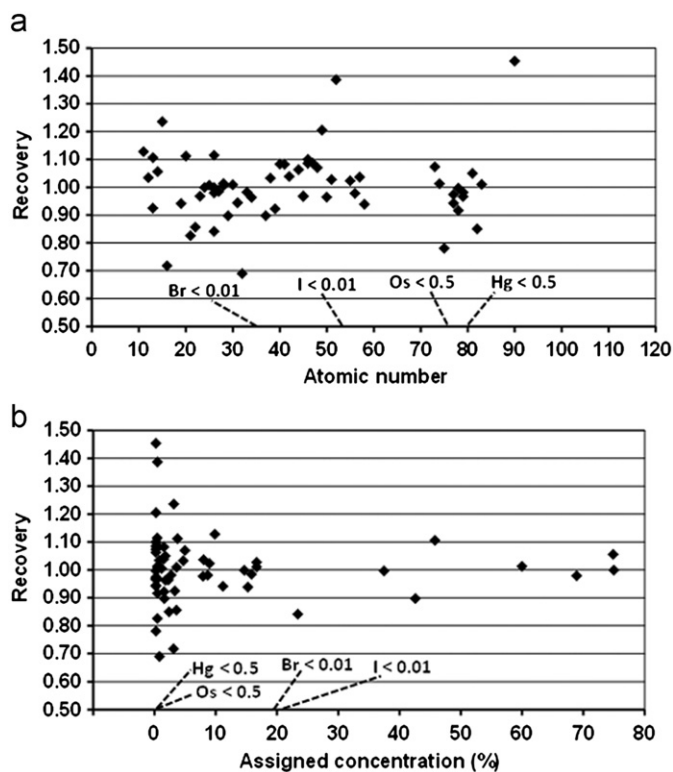 a
1.50
1.40
1.30
1.20
1.10
1.00
0.90
0.80
0.70
0.60
0.50
Recovery
Br < 0.01
I < 0.01
Os < 0.5
Hg < 0.5
0 10 20 30 40 50 60 70 80 90 100 110 120
Atomic number
b
1.50
1.40
1.30
1.20
1.10
1.00
0.90
0.80
0.70
0.60
0.50
Recovery
Hg < 0.5
Os < 0.5
Br < 0.01
I < 0.01
0 10 20 30 40 50 60 70 80
Assigned concentration (%)